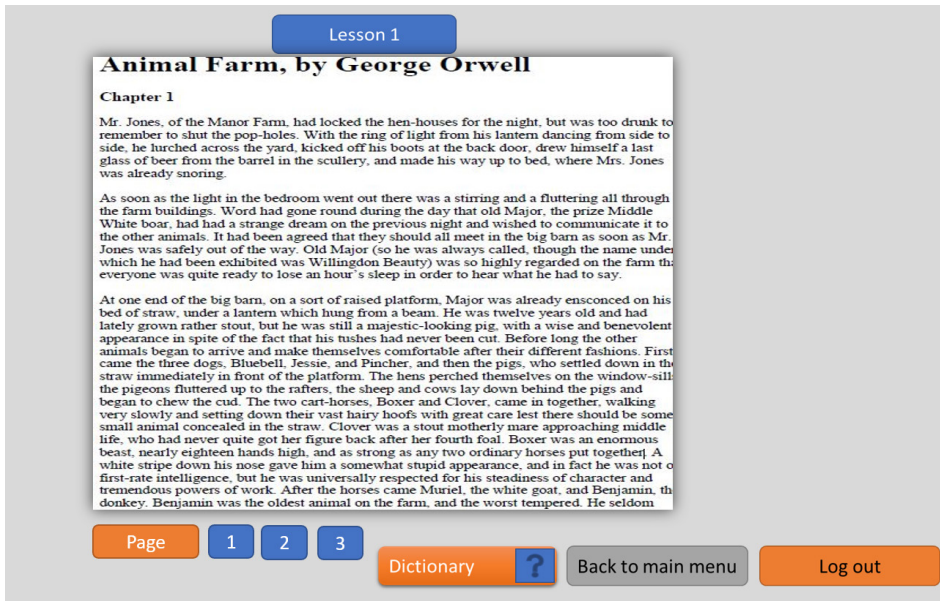 Lesson 1
Animal Farm, by George Orwell
Chapter 1
Mr. Jones, of the Manor Farm, had locked the hen-houses for the night, but was too drunk to
remember to shut the pop-holes. With the ring of light from his lantern dancing from side to
side, he lurched across the yard, kicked off his boots at the back door, drew himself a last
glass of beer from the barrel in the scullery, and made his way up to bed, where Mrs. Jones
was already snoring.
As soon as the light in the bedroom went out there was a stirring and a fluttering all through
the farm buildings. Word had gone round during the day that old Major, the prize Middle
White boar, had had a strange dream on the previous night and wished to communicate it to
the other animals. It had been agreed that they should all meet in the big barn as soon as Mr.
Jones was safely out of the way. Old Major (so he was always called, though the name under
which he had been exhibited was Willingdon Beauty) was so highly regarded on the farm tha
everyone was quite ready to lose an hour's sleep in order to hear what he had to say.
At one end of the big barn, on a sort of raised platform, Major was already ensconced on his
bed of straw, under a lantern which hung from a beam. He was twelve years old and had
lately grown rather stout, but he was still a majestic-looking pig, with a wise and benevolent
appearance in spite of the fact that his tushes had never been cut. Before long the other
animals began to arrive and make themselves comfortable after their different fashions. First
came the three dogs, Bluebell, Jessie, and Pincher, and then the pigs, who settled down in the
straw immediately in front of the platform. The hens perched themselves on the window-sill
the pigeons fluttered up to the rafters, the sheep and cows lay down behind the pigs and
began to chew the cud. The two cart-horses, Boxer and Clover, came in together, walking
very slowly and setting down their vast hairy hoofs with great care lest there should be some
small animal concealed in the straw. Clover was a stout motherly mare approaching middle
life, who had never quite got her figure back after her fourth foal. Boxer was an enormous
beast, nearly eighteen hands high, and as strong as any two ordinary horses put together. A
white stripe down his nose gave him a somewhat stupid appearance, and in fact he was not o
first-rate intelligence, but he was universally respected for his steadiness of character and
tremendous powers of work. After the horses came Muriel, the white goat, and Benjamin, th
donkey. Benjamin was the oldest animal on the farm, and the worst tempered. He seldom
Page 1 2 3
Dictionary ? Back to main menu Log out